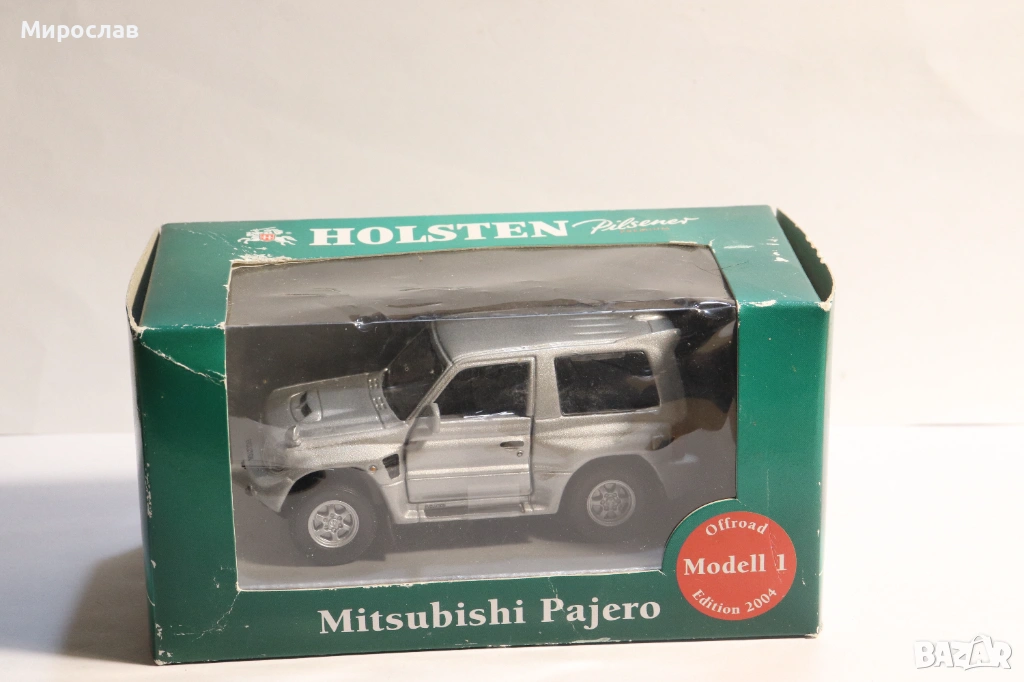 Мирослав
HOLSTEN Pilsener
Offroad
Modell 1
Edition 2004
Mitsubishi Pajero
BAZAR